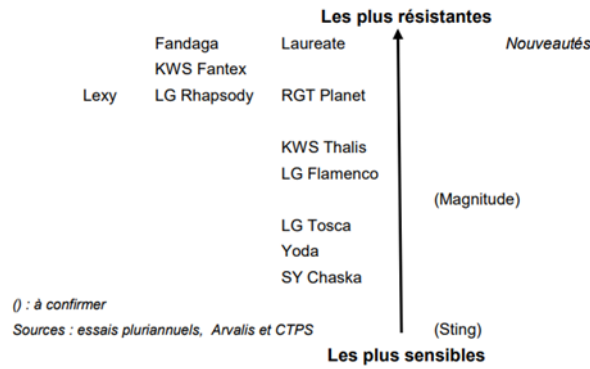 Les plus résistantes
Fandaga Laureate Nouveautés
KWS Fantex
Lexy LG Rhapsody RGT Planet
KWS Thalis
LG Flamenco
(Magnitude)
LG Tosca
Yoda
SY Chaska
() : à confirmer
Sources : essais pluriannuels, Arvalis et CTPS (Sting)
Les plus sensibles